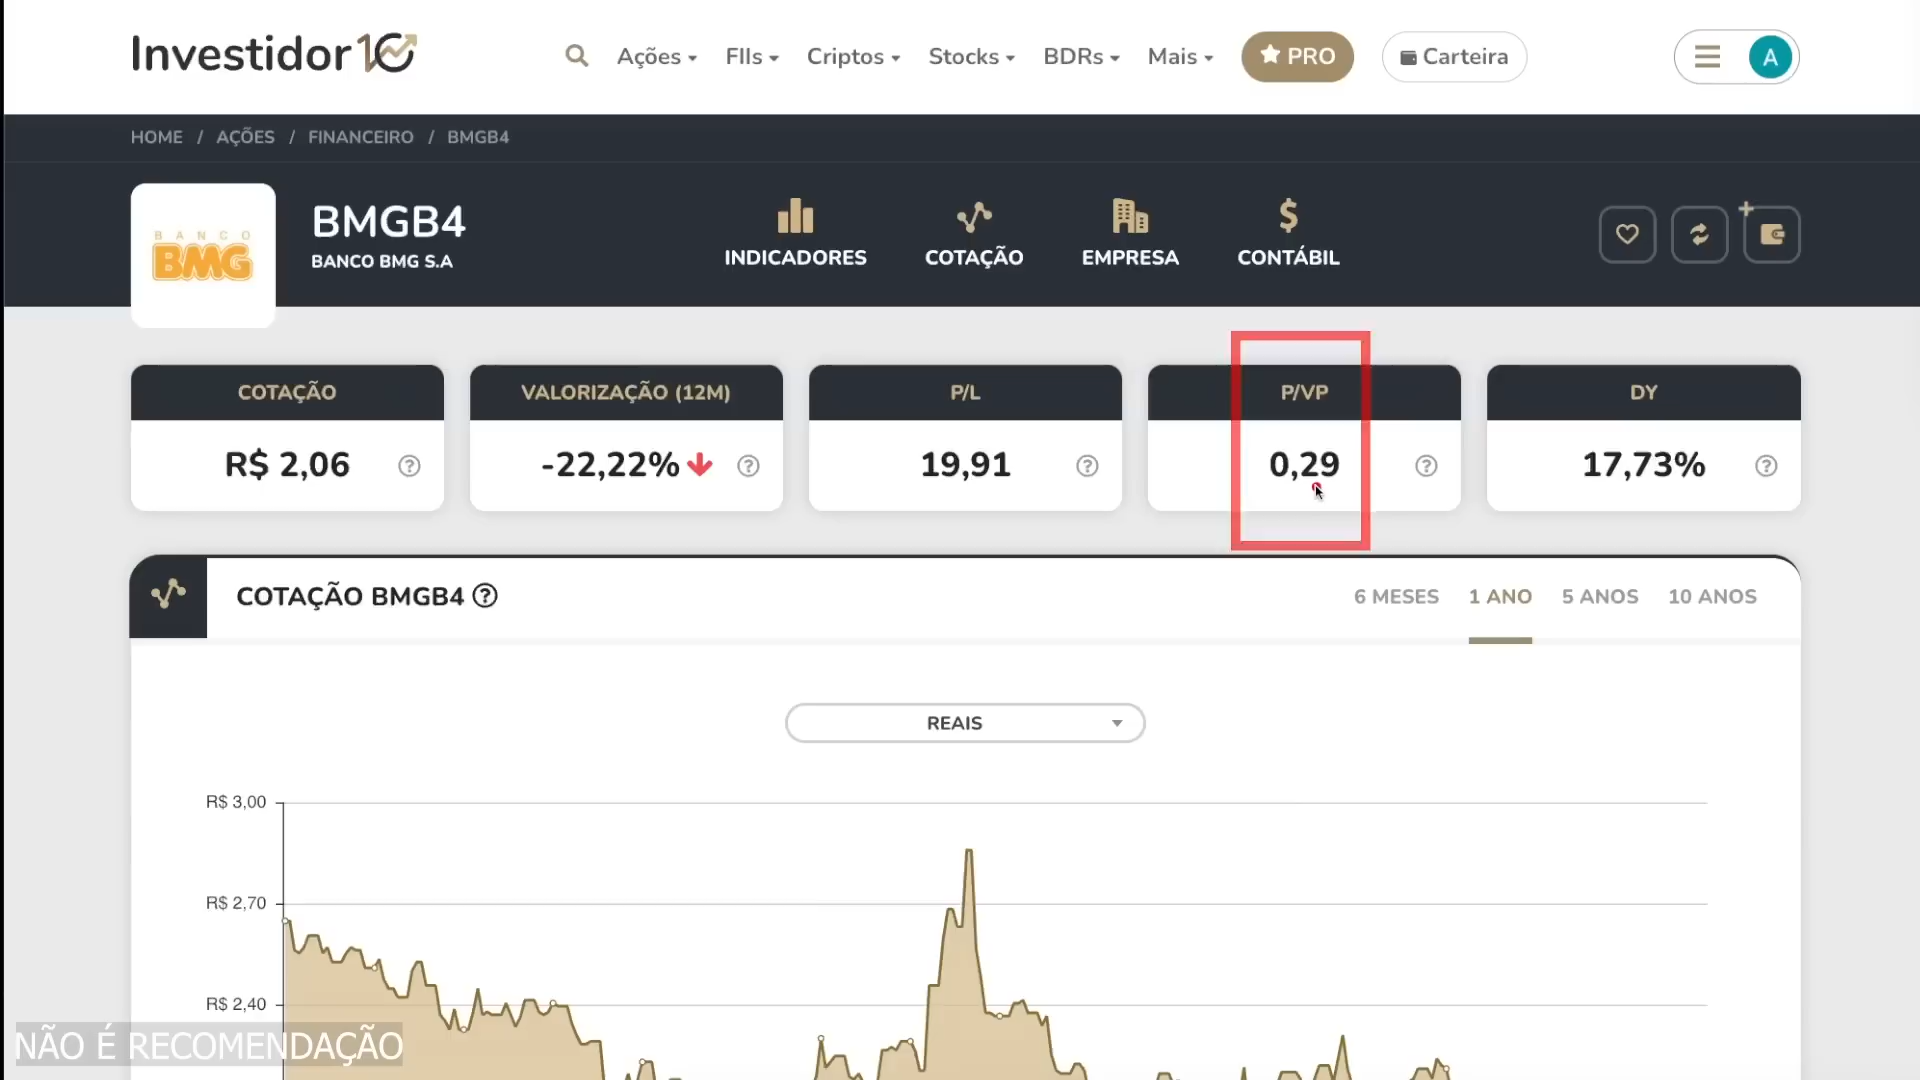 Investidor 10
Ações
FIIs
Criptos
Stocks
BDRs
Mais
PRO
Carteira
A
HOME / AÇÕES / FINANCEIRO / BMGB4
BANCO
BMG
BMGB4
BANCO BMG S.A
INDICADORES
COTAÇÃO
EMPRESA
CONTÁBIL
COTAÇÃO
R$ 2,06
VALORIZAÇÃO (12M)
-22,22%
P/L
19,91
P/VP
0,29
DY
17,73%
COTAÇÃO BMGB4
6 MESES
1 ANO
5 ANOS
10 ANOS
REAIS
R$ 3,00
R$ 2,70
R$ 2,40
NÃO É RECOMENDAÇÃO